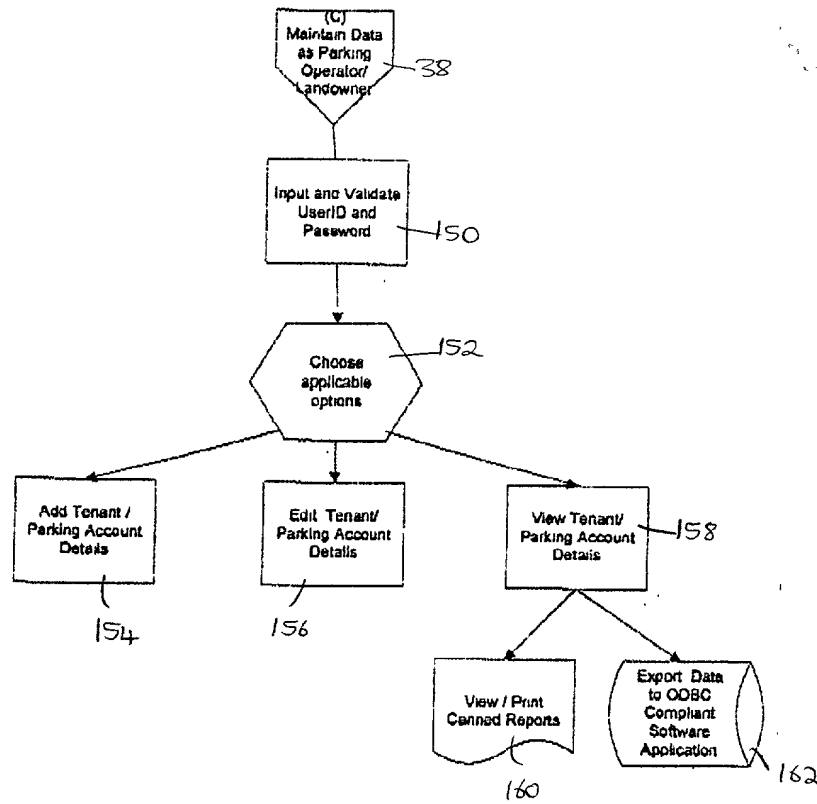 (C)
Maintain Data
as Parking
Operator/
Landowner
38
Input and Validate
UserID and
Password
150
Choose
applicable
options
152
Add Tenant /
Parking Account
Details
154
Edit Tenant/
Parking Account
Details
156
View Tenant/
Parking Account
Details
158
View / Print
Canned Reports
160
Export Data
to ODBC
Compliant
Software
Application
162